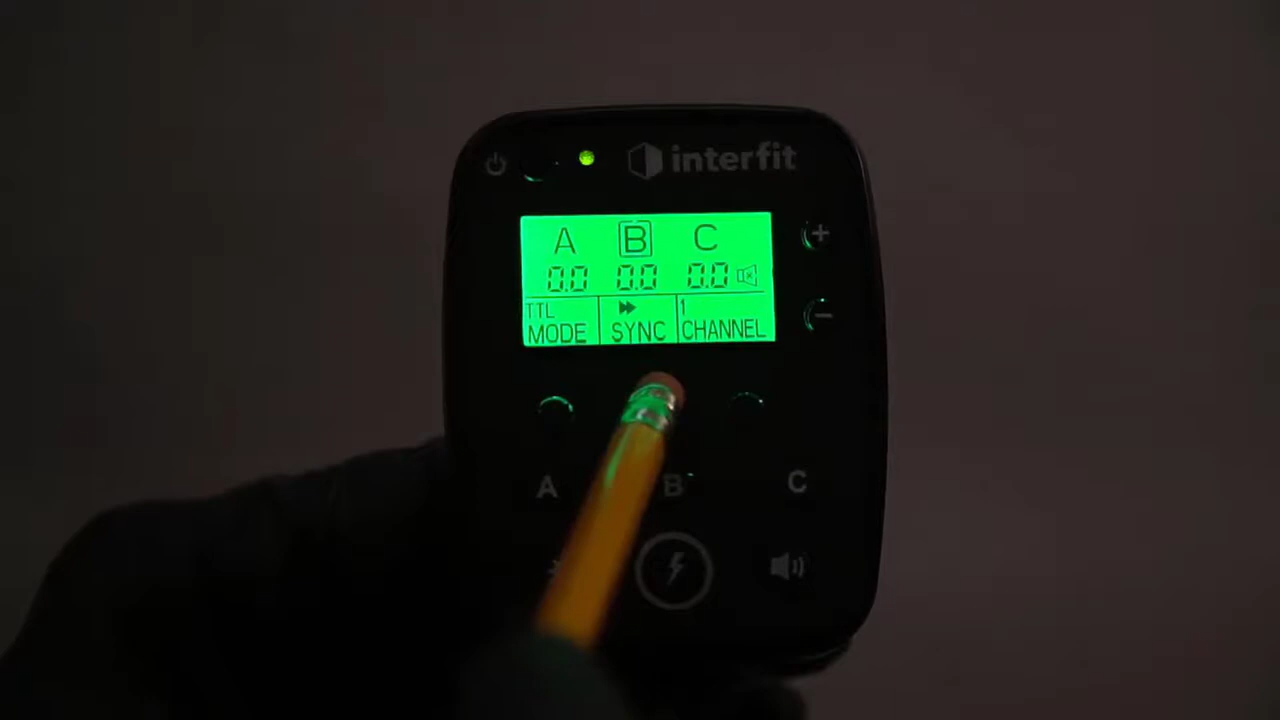 interfit
A B C
0.0 0.0 0.0
TTL 1
MODE SYNC CHANNEL
+
-
A B C